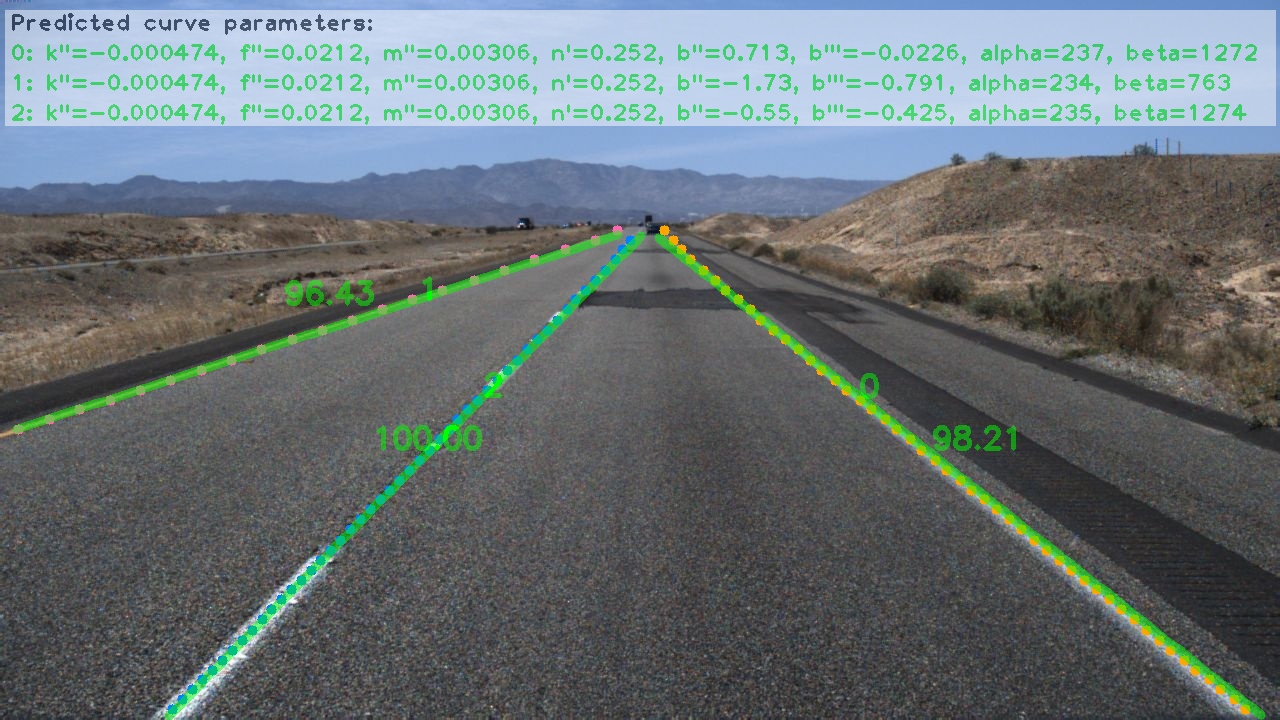 Predicted curve parameters:
0: k''=-0.000474, f''=0.0212, m''=0.00306, n'=0.252, b''=0.713, b'''=-0.0226, alpha=237, beta=1272
1: k''=-0.000474, f''=0.0212, m''=0.00306, n'=0.252, b''=-1.73, b'''=-0.791, alpha=234, beta=763
2: k''=-0.000474, f''=0.0212, m''=0.00306, n'=0.252, b''=-0.55, b'''=-0.425, alpha=235, beta=1274
96.43 1
2 0
100.00 98.21